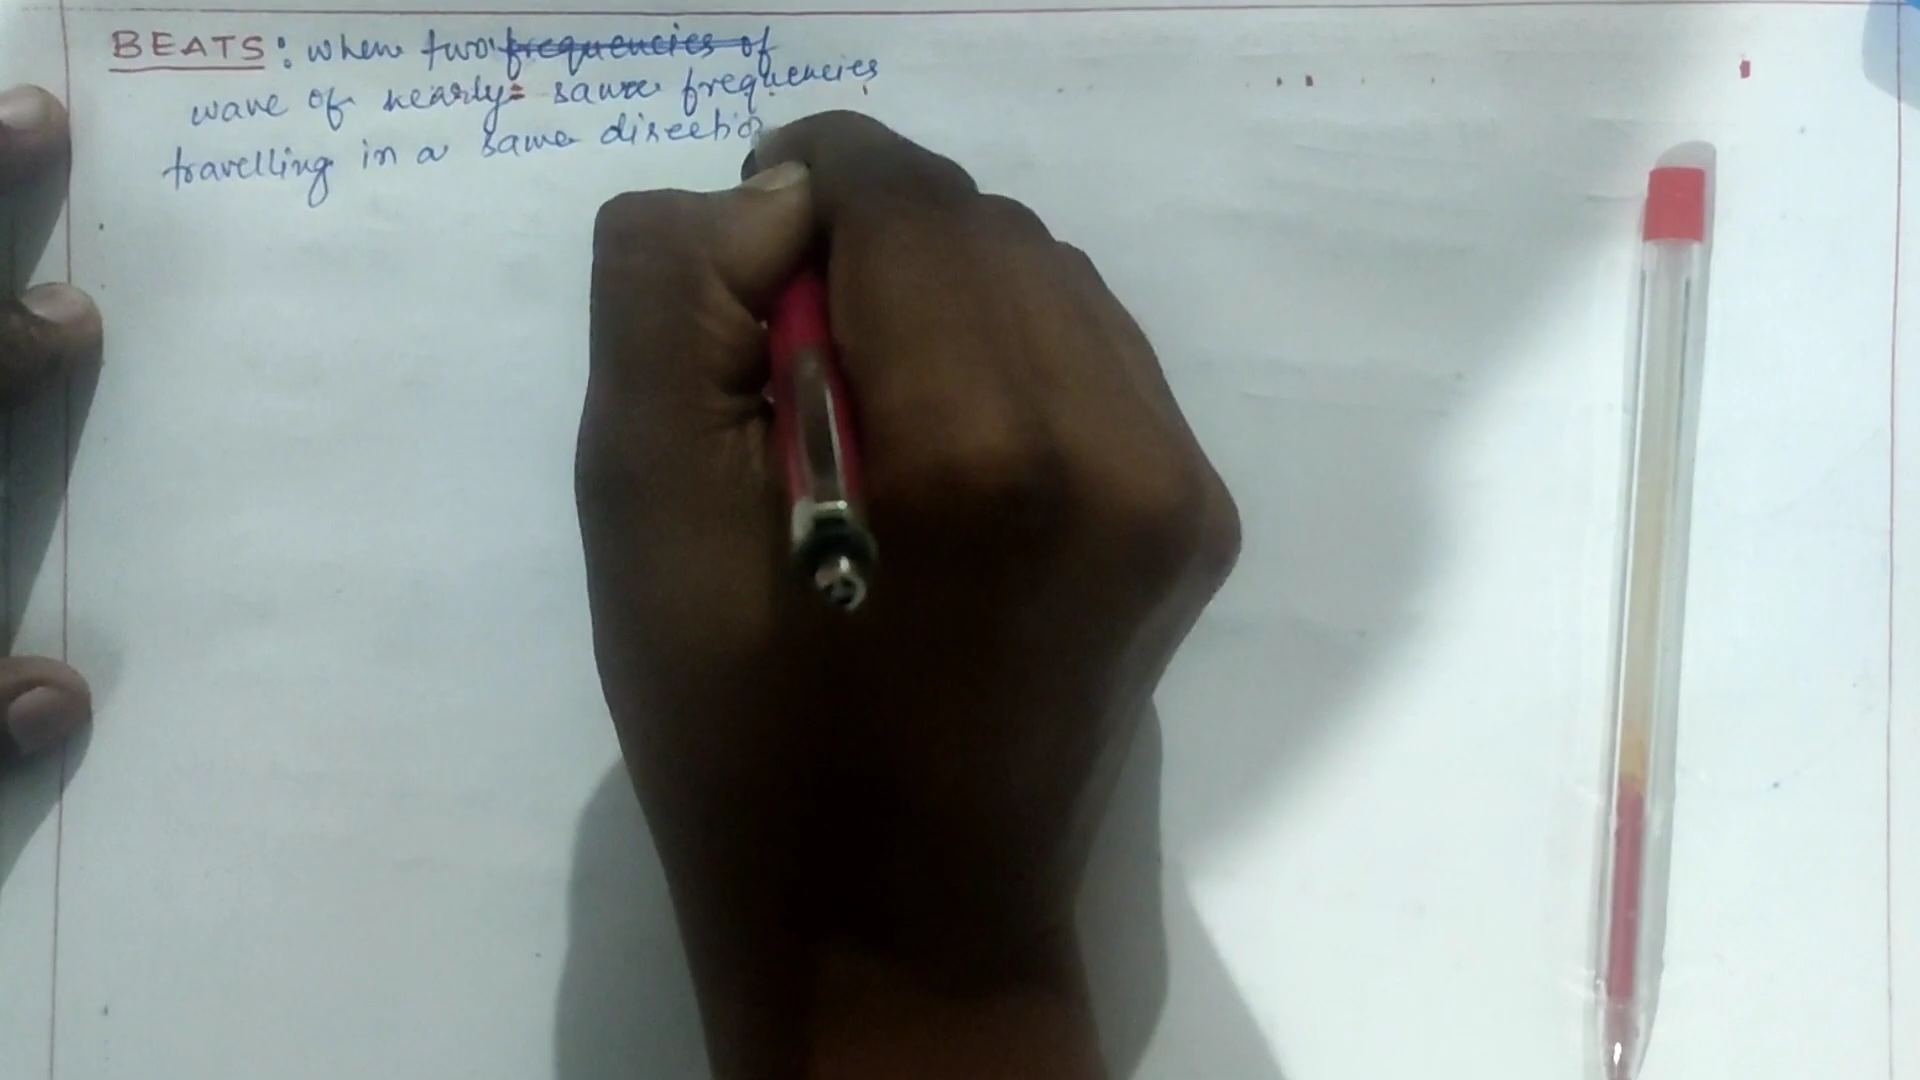 BEATS: when two frequencies of
wave of nearly same frequencies
travelling in a same directio